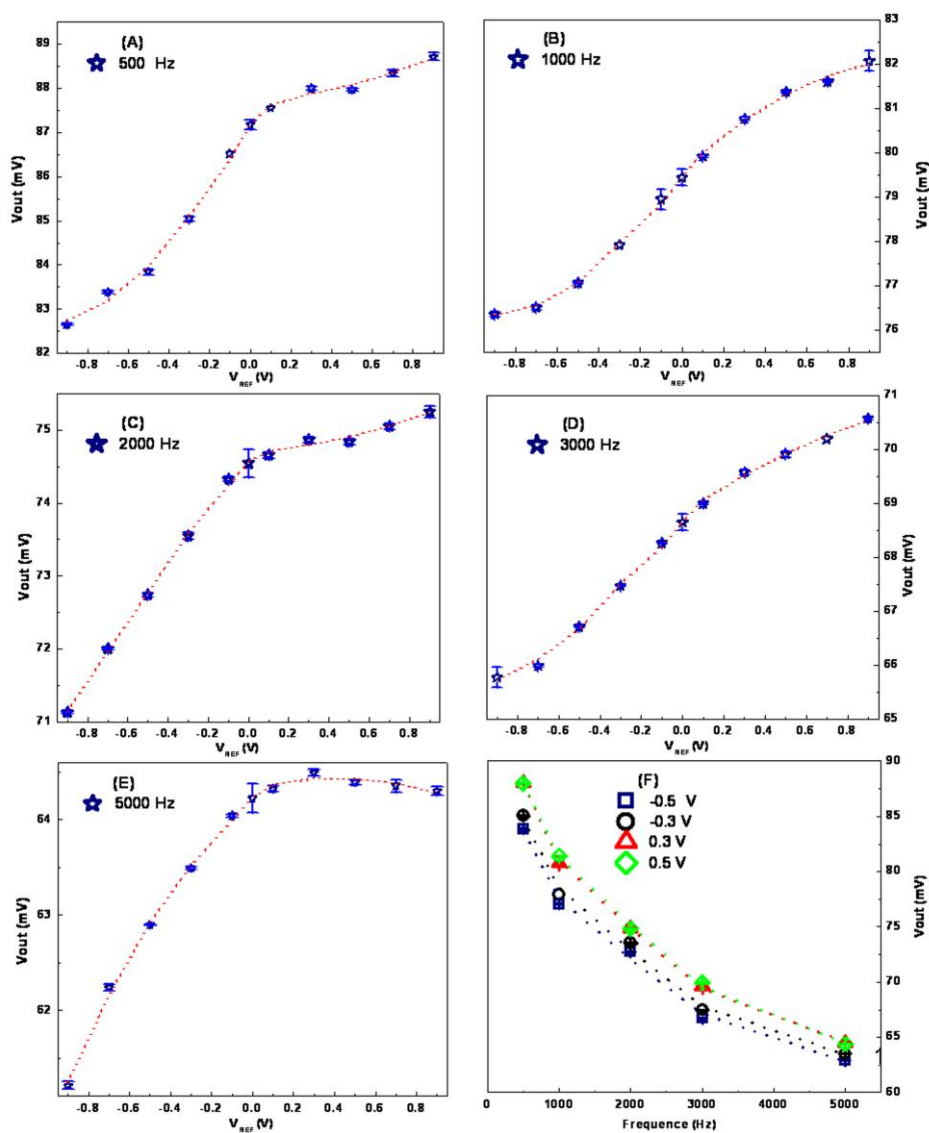 (A)
500 Hz
89
88
87
86
85
84
83
82
Vout (mV)
-0.8 -0.6 -0.4 -0.2 0.0 0.2 0.4 0.6 0.8
V_REF (V)
(B)
1000 Hz
83
82
81
80
79
78
77
76
75
Vout (mV)
-0.8 -0.6 -0.4 -0.2 0.0 0.2 0.4 0.6 0.8
V_REF (V)
(C)
2000 Hz
75
74
73
72
71
Vout (mV)
-0.8 -0.6 -0.4 -0.2 0.0 0.2 0.4 0.6 0.8
V_REF (V)
(D)
3000 Hz
71
70
69
68
67
66
65
Vout (mV)
-0.8 -0.6 -0.4 -0.2 0.0 0.2 0.4 0.6 0.8
V_REF (V)
(E)
5000 Hz
64
63
62
Vout (mV)
-0.8 -0.6 -0.4 -0.2 0.0 0.2 0.4 0.6 0.8
V_REF (V)
(F)
-0.5 V
-0.3 V
0.3 V
0.5 V
90
85
80
75
70
65
60
Vout (mV)
0 1000 2000 3000 4000 5000
Frequence (Hz)